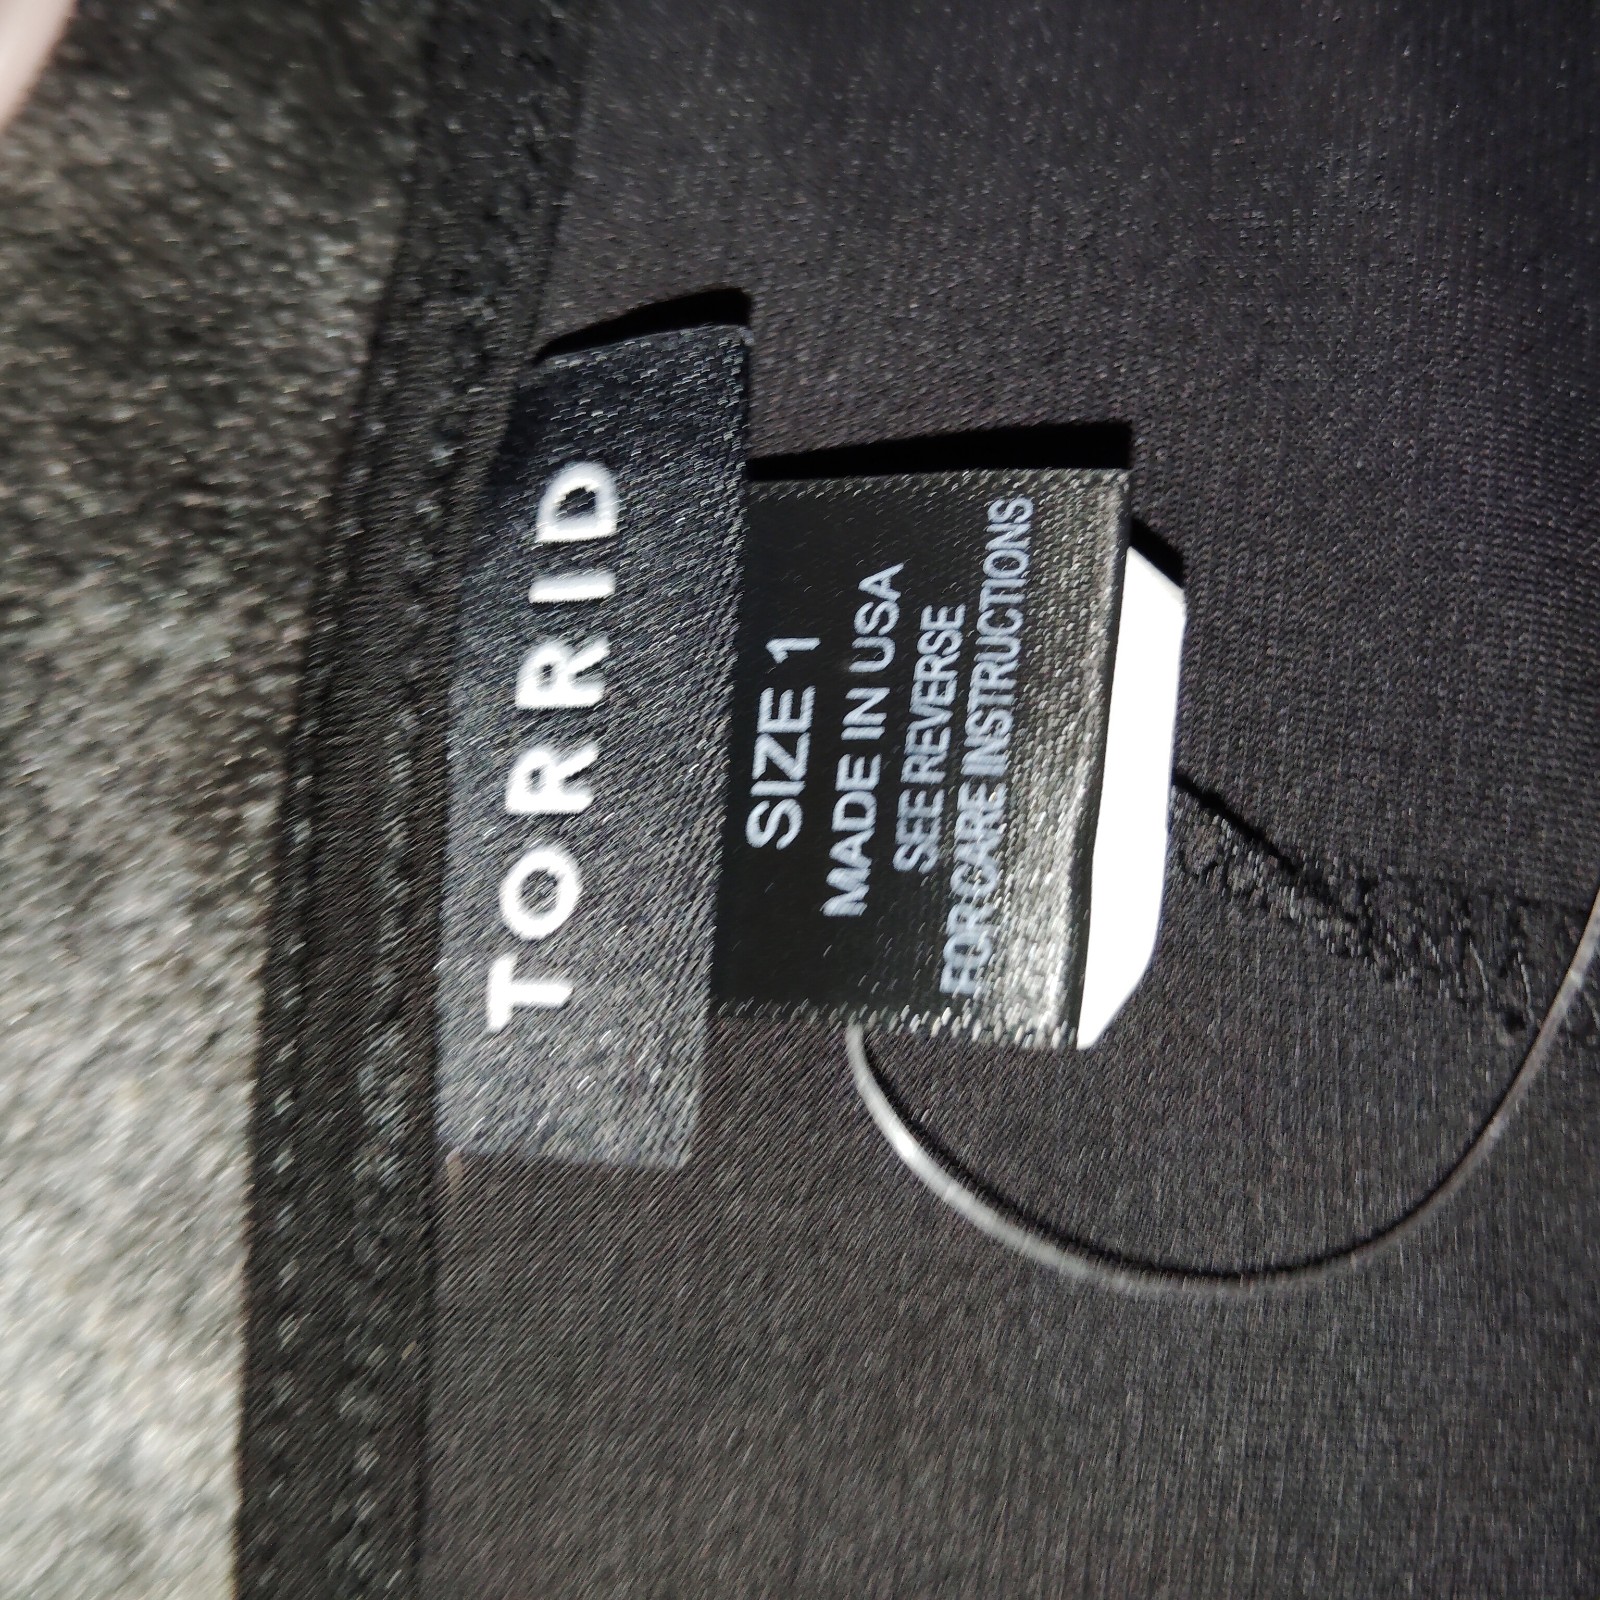 TORRID
SIZE 1
MADE IN USA
SEE REVERSE
FOR CARE INSTRUCTIONS